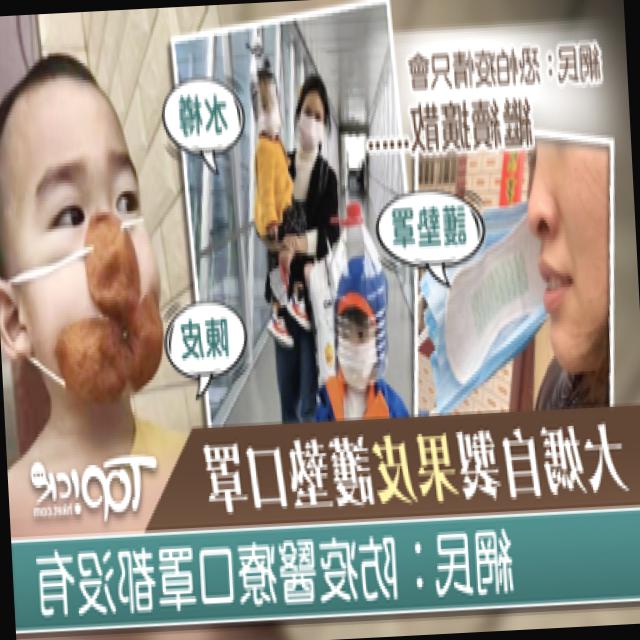 網民：恐怕疫情只會
繼續擴散......
水樽
護墊罩
陳皮
大媽自製果皮護墊口罩
TOPick
hket.com
網民：防疫醫療口罩都沒有